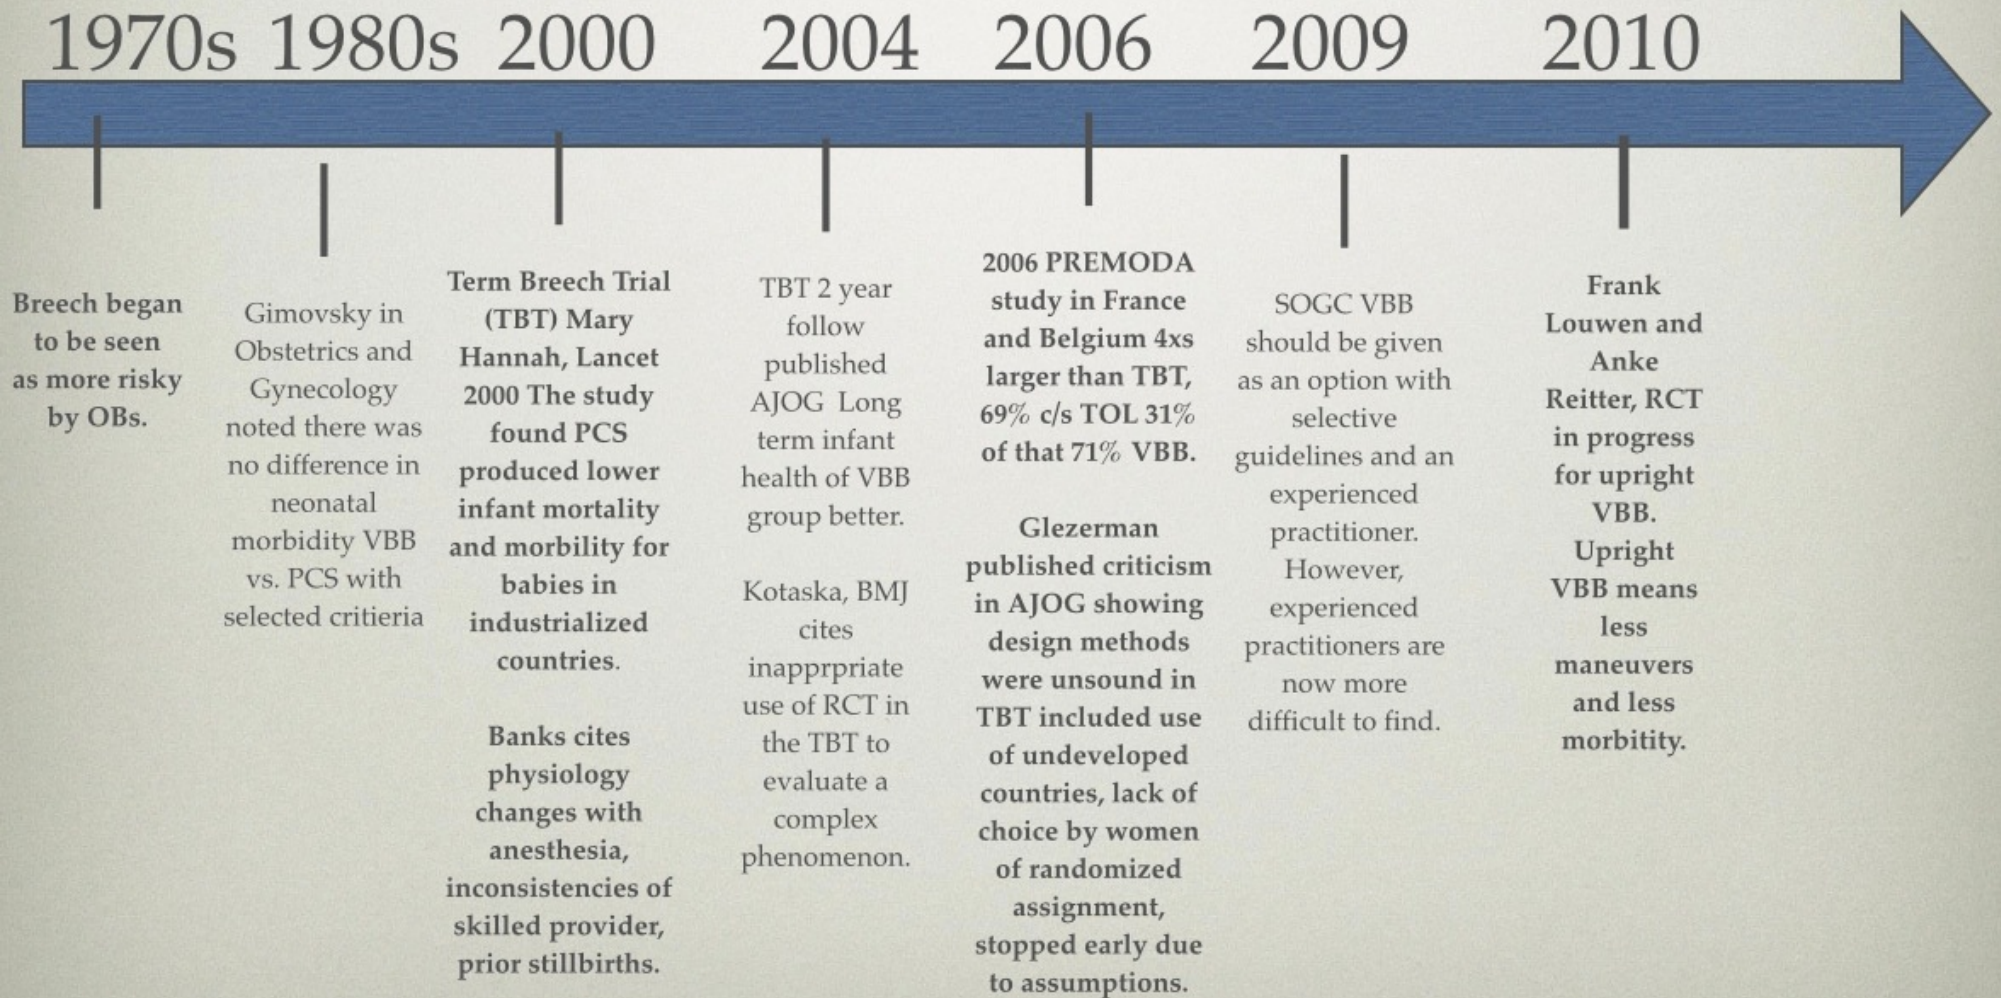 1970s 1980s 2000 2004 2006 2009 2010
Breech began
to be seen
as more risky
by OBs.
Gimovsky in
Obstetrics and
Gynecology
noted there was
no difference in
neonatal
morbidity VBB
vs. PCS with
selected critieria
Term Breech Trial
(TBT) Mary
Hannah, Lancet
2000 The study
found PCS
produced lower
infant mortality
and morbility for
babies in
industrialized
countries.
Banks cites
physiology
changes with
anesthesia,
inconsistencies of
skilled provider,
prior stillbirths.
TBT 2 year
follow
published
AJOG Long
term infant
health of VBB
group better.
Kotaska, BMJ
cites
inapprpriate
use of RCT in
the TBT to
evaluate a
complex
phenomenon.
2006 PREMODA
study in France
and Belgium 4xs
larger than TBT,
69% c/s TOL 31%
of that 71% VBB.
Glezerman
published criticism
in AJOG showing
design methods
were unsound in
TBT included use
of undeveloped
countries, lack of
choice by women
of randomized
assignment,
stopped early due
to assumptions.
SOGC VBB
should be given
as an option with
selective
guidelines and an
experienced
practitioner.
However,
experienced
practitioners are
now more
difficult to find.
Frank
Louwen and
Anke
Reitter, RCT
in progress
for upright
VBB.
Upright
VBB means
less
maneuvers
and less
morbitity.